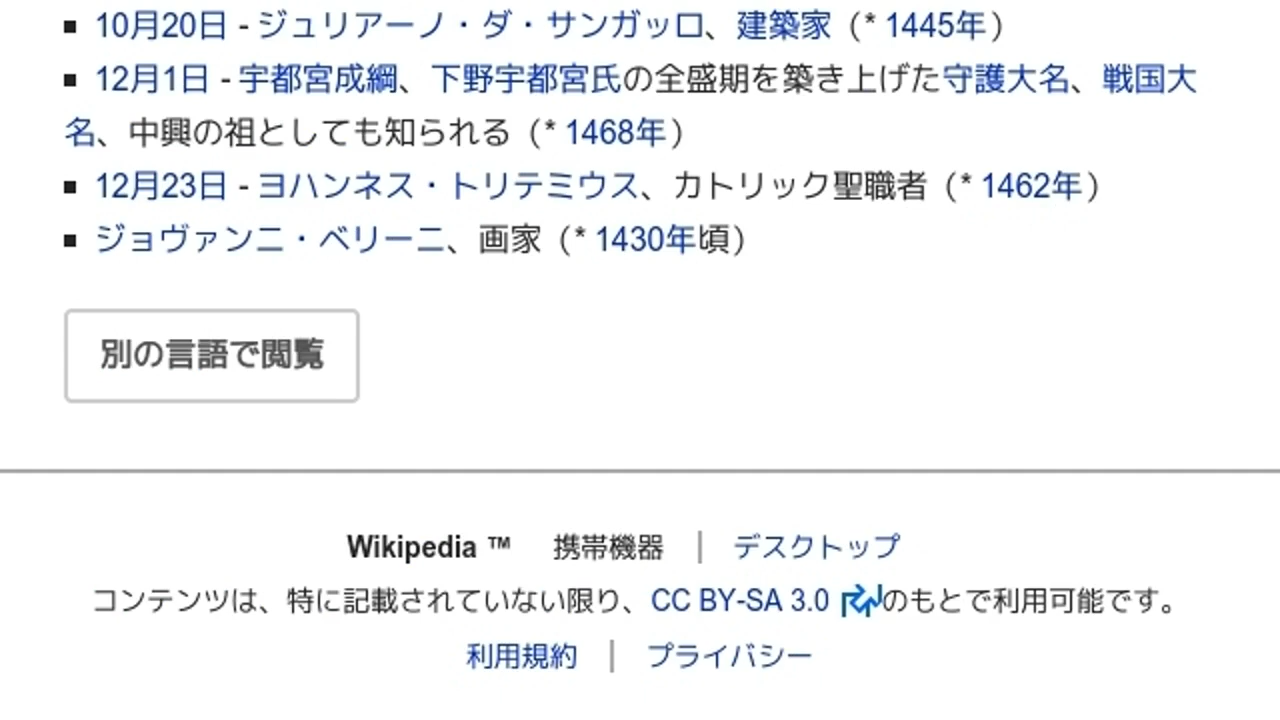 10月20日 - ジュリアーノ・ダ・サンガッロ、建築家（* 1445年）
12月1日 - 宇都宮成綱、下野宇都宮氏の全盛期を築き上げた守護大名、戦国大
名、中興の祖としても知られる（* 1468年）
12月23日 - ヨハンネス・トリテミウス、カトリック聖職者（* 1462年）
ジョヴァンニ・ベリーニ、画家（* 1430年頃）
別の言語で閲覧
Wikipedia ™ 携帯機器 | デスクトップ
コンテンツは、特に記載されていない限り、CC BY-SA 3.0 のもとで利用可能です。
利用規約 | プライバシー